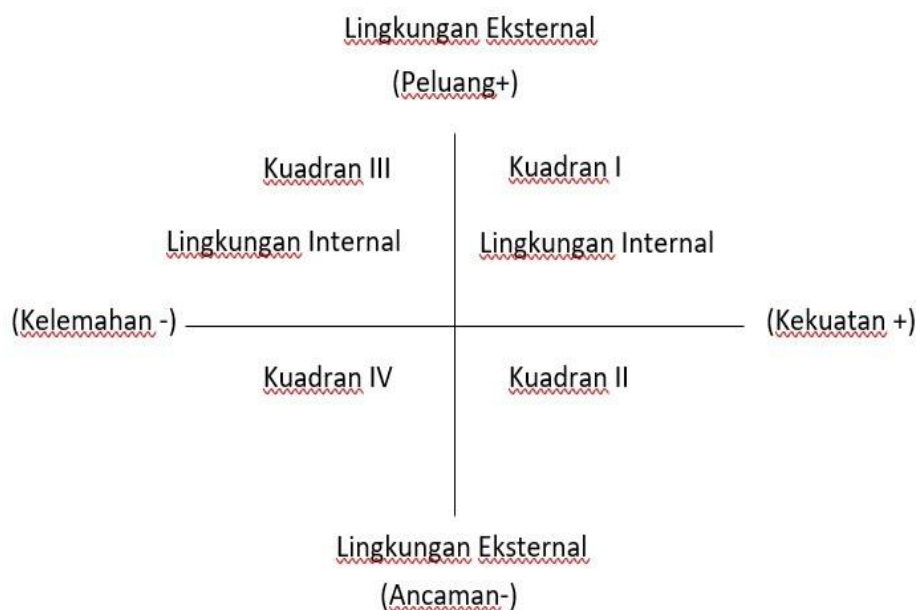 Lingkungan Eksternal
(Peluang+)
Kuadran III
Kuadran I
Lingkungan Internal
Lingkungan Internal
(Kelemahan -)
(Kekuatan +)
Kuadran IV
Kuadran II
Lingkungan Eksternal
(Ancaman-)